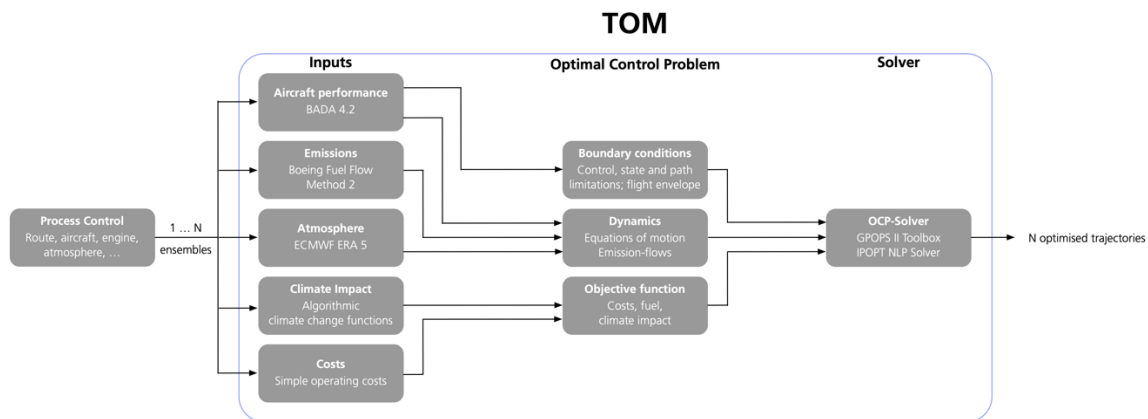 TOM
Inputs
Optimal Control Problem
Solver
Aircraft performance
BADA 4.2
Emissions
Boeing Fuel Flow
Method 2
Boundary conditions
Control, state and path
limitations; flight envelope
Process Control
Route, aircraft, engine,
atmosphere, …
1 … N
ensembles
Atmosphere
ECMWF ERA 5
Dynamics
Equations of motion
Emission-flows
OCP-Solver
GPOPS II Toolbox
IPOPT NLP Solver
N optimised trajectories
Climate Impact
Algorithmic
climate change functions
Objective function
Costs, fuel,
climate impact
Costs
Simple operating costs